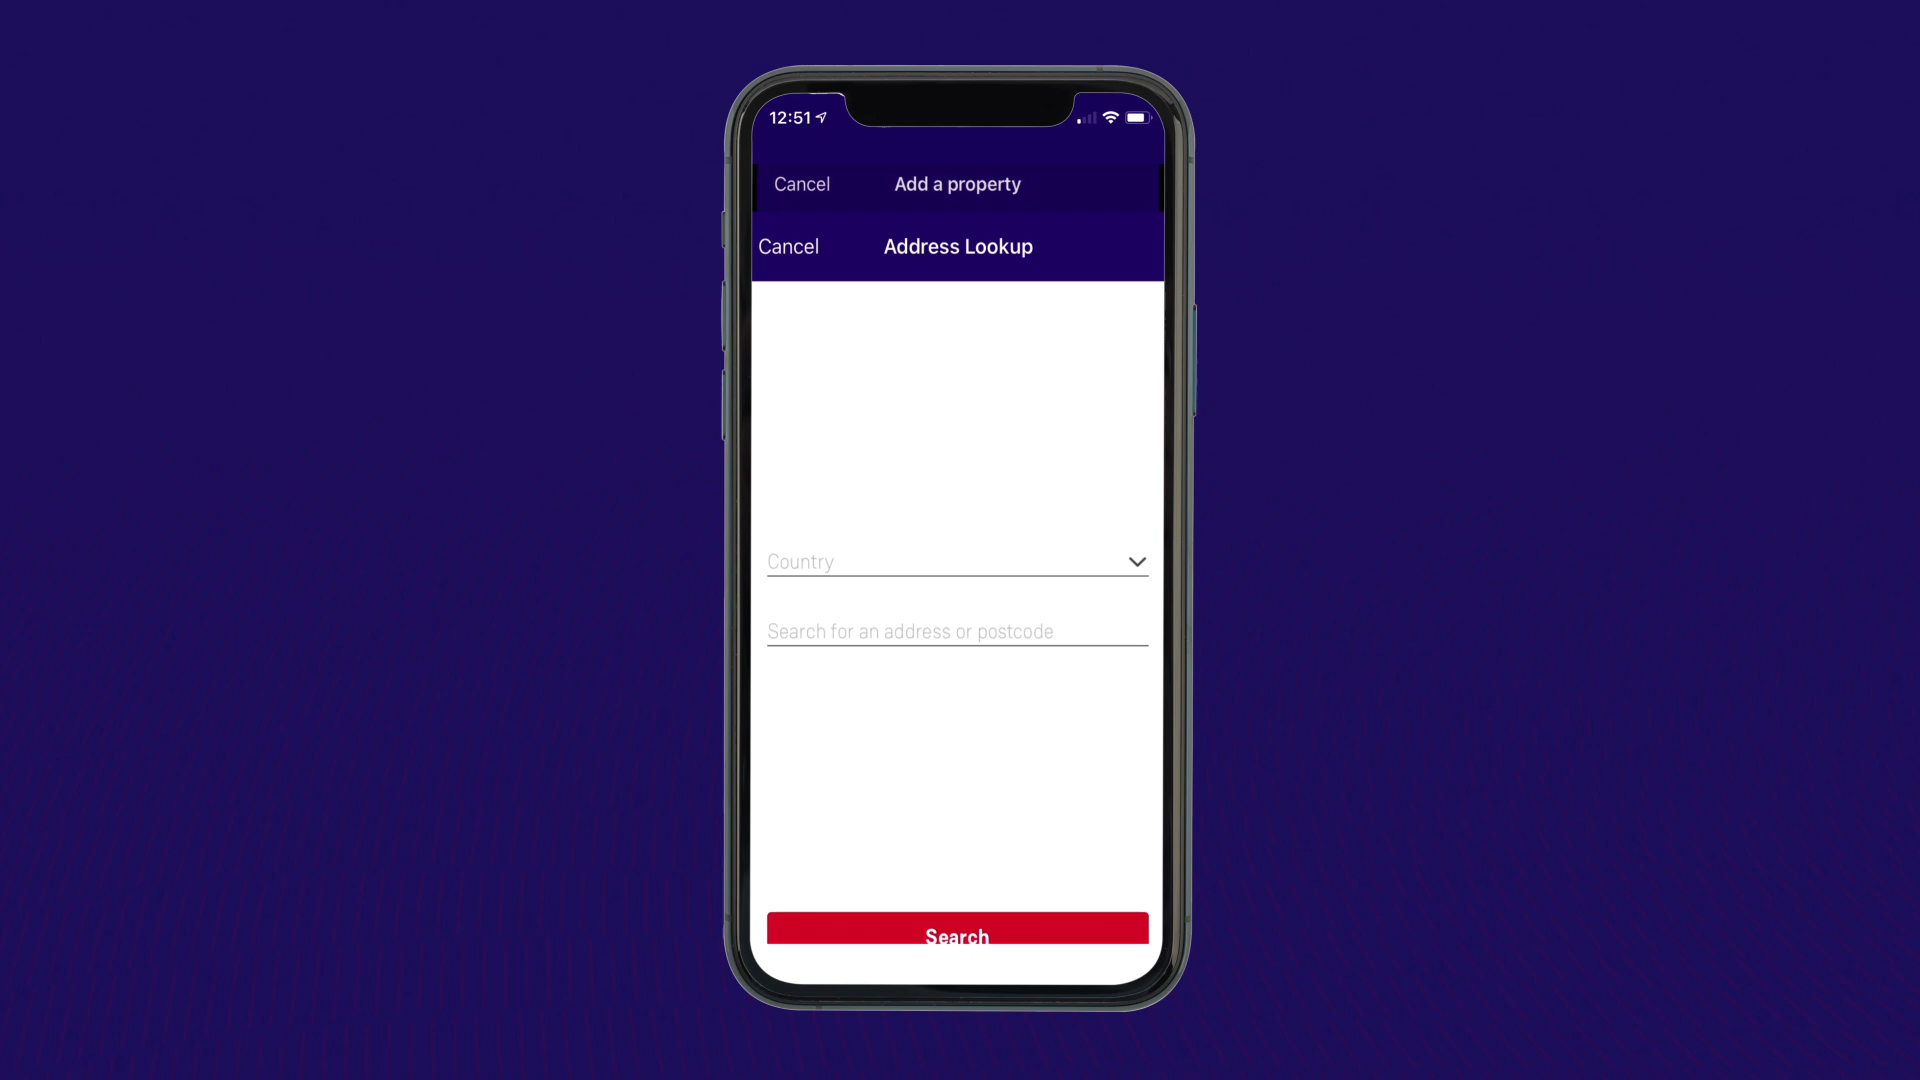 12:51
Cancel Add a property
Cancel Address Lookup
Country
Search for an address or postcode
Search